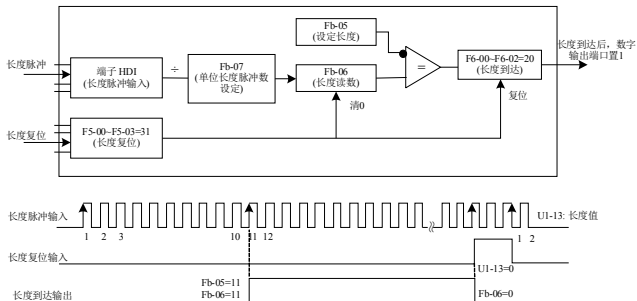 Fb-05
(设定长度)
长度到达后，数字
输出端口置1
长度脉冲
端子 HDI
(长度脉冲输入)
÷
Fb-07
(单位长度脉冲数
设定)
Fb-06
(长度读数)
=
F6-00~F6-02=20
(长度到达)
清0
复位
长度复位
F5-00~F5-03=31
(长度复位)
长度脉冲输入
1 2 3 10 11 12 1 2
U1-13: 长度值
长度复位输入
U1-13=0
长度到达输出
Fb-05=11
Fb-06=11
Fb-06=0